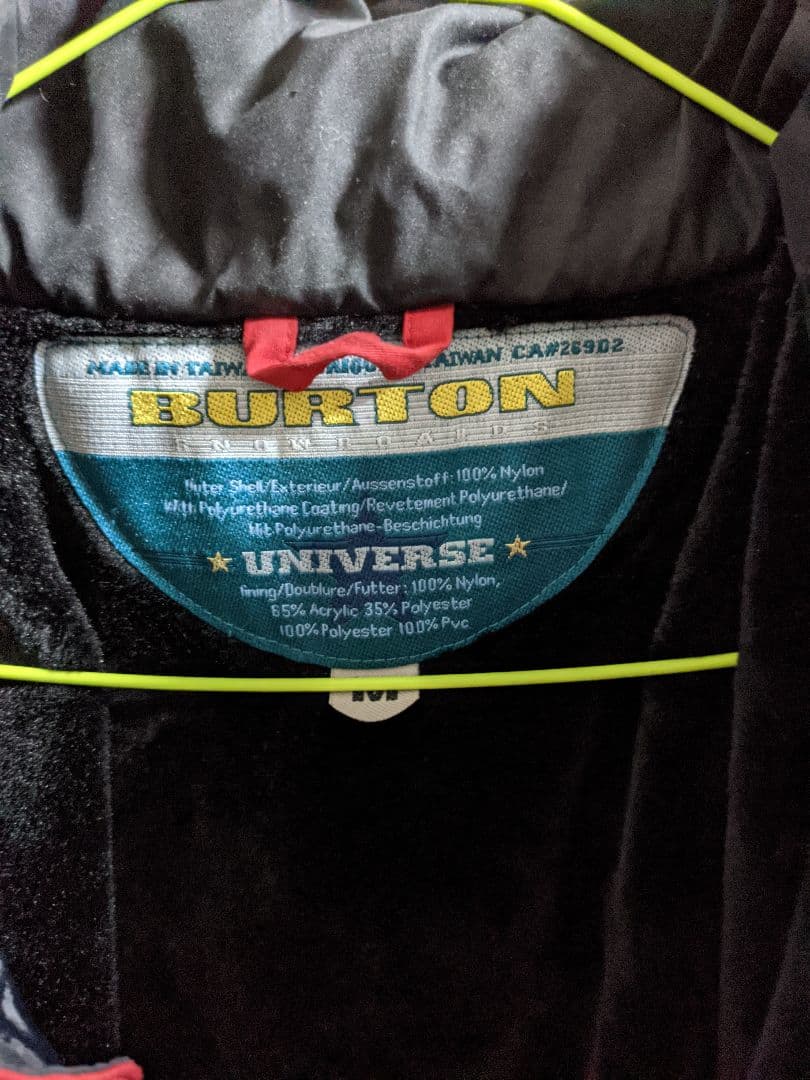 MADE IN TAIWAN TAIWAN CA#26902
BURTON
SNOWBOARDS
Outer Shell/Exterieur/Aussenstoff: 100% Nylon
With Polyurethane Coating/Revetement Polyurethane/
Mit Polyurethane-Beschichtung
UNIVERSE
fining/Doublure/Futter: 100% Nylon,
65% Acrylic 35% Polyester
100% Polyester 100% Pvc
M